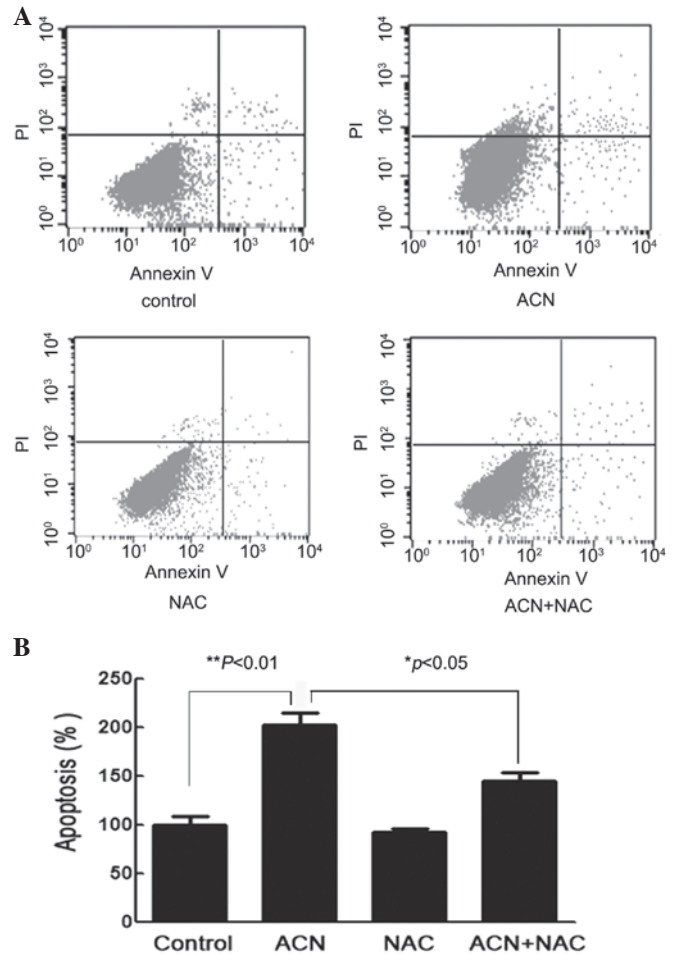 A
10⁴
10³
10²
10¹
10⁰
PI
10⁰ 10¹ 10² 10³ 10⁴
Annexin V
control
10⁴
10³
10²
10¹
10⁰
PI
10⁰ 10¹ 10² 10³ 10⁴
Annexin V
ACN
10⁴
10³
10²
10¹
10⁰
PI
10⁰ 10¹ 10² 10³ 10⁴
Annexin V
NAC
10⁴
10³
10²
10¹
10⁰
PI
10⁰ 10¹ 10² 10³ 10⁴
Annexin V
ACN+NAC
B
**P<0.01 *p<0.05
Apoptosis (% )
250
200
150
100
50
0
Control ACN NAC ACN+NAC